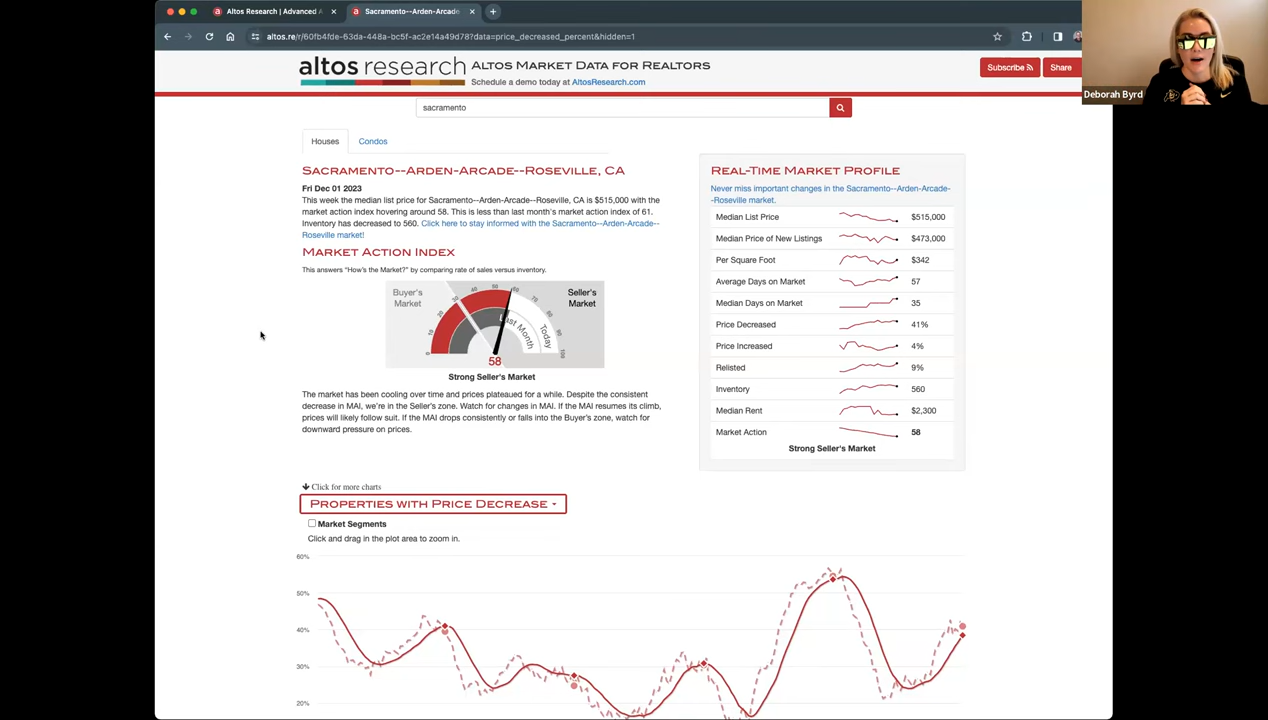 Altos Research | Advanced A
Sacramento--Arden-Arcade
altos.re/r/60fb4fde-63da-448a-bc5f-ac2e14a49d78?data=price_decreased_percent&hidden=1
Deborah Byrd
altos research
ALTOS MARKET DATA FOR REALTORS
Schedule a demo today at AltosResearch.com
Subscribe
Share
sacramento
Houses
Condos
SACRAMENTO--ARDEN-ARCADE--ROSEVILLE, CA
Fri Dec 01 2023
This week the median list price for Sacramento--Arden-Arcade--Roseville, CA is $515,000 with the
market action index hovering around 58. This is less than last month's market action index of 61.
Inventory has decreased to 560. Click here to stay informed with the Sacramento--Arden-Arcade--
Roseville market!
MARKET ACTION INDEX
This answers "How's the Market?" by comparing rate of sales versus inventory.
Buyer's
Market
Seller's
Market
0
10
20
30
40
50
60
70
80
90
100
Last Month
Today
58
Strong Seller's Market
The market has been cooling over time and prices plateaued for a while. Despite the consistent
decrease in MAI, we're in the Seller's zone. Watch for changes in MAI. If the MAI resumes its climb,
prices will likely follow suit. If the MAI drops consistently or falls into the Buyer's zone, watch for
downward pressure on prices.
REAL-TIME MARKET PROFILE
Never miss important changes in the Sacramento--Arden-Arcade-
-Roseville market.
Median List Price $515,000
Median Price of New Listings $473,000
Per Square Foot $342
Average Days on Market 57
Median Days on Market 35
Price Decreased 41%
Price Increased 4%
Relisted 9%
Inventory 560
Median Rent $2,300
Market Action 58
Strong Seller's Market
Click for more charts
PROPERTIES WITH PRICE DECREASE
Market Segments
Click and drag in the plot area to zoom in.
60%
50%
40%
30%
20%